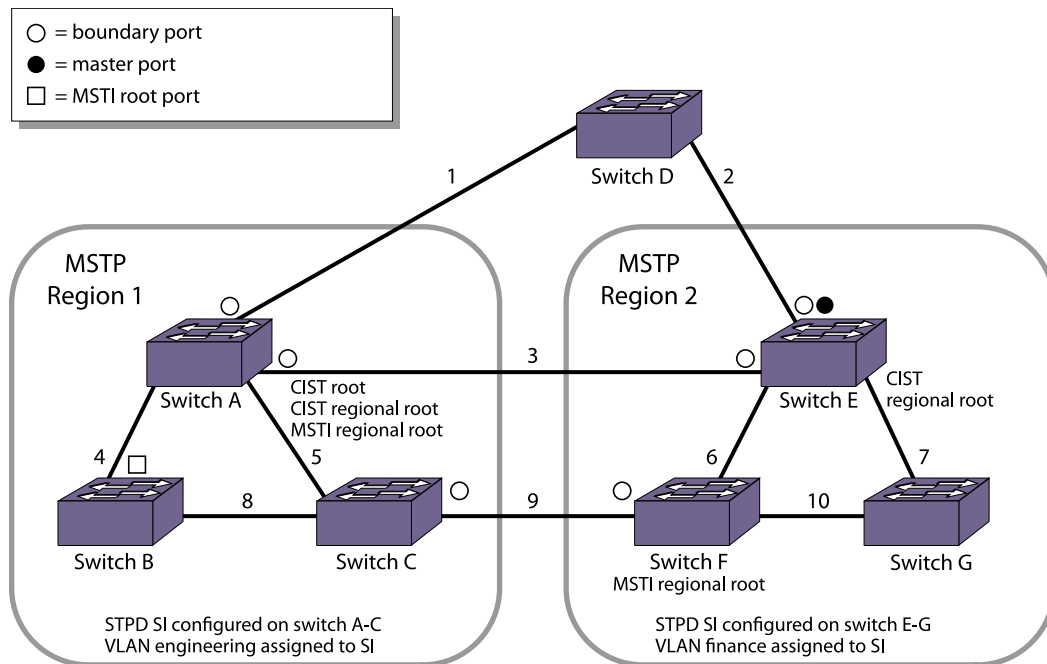 = boundary port
= master port
= MSTI root port
Switch D
1
2
MSTP
Region 1
MSTP
Region 2
3
Switch A
CIST root
CIST regional root
MSTI regional root
Switch E
CIST
regional root
4
5
6
7
8
9
10
Switch B
Switch C
Switch F
MSTI regional root
Switch G
STPD SI configured on switch A-C
VLAN engineering assigned to SI
STPD SI configured on switch E-G
VLAN finance assigned to SI